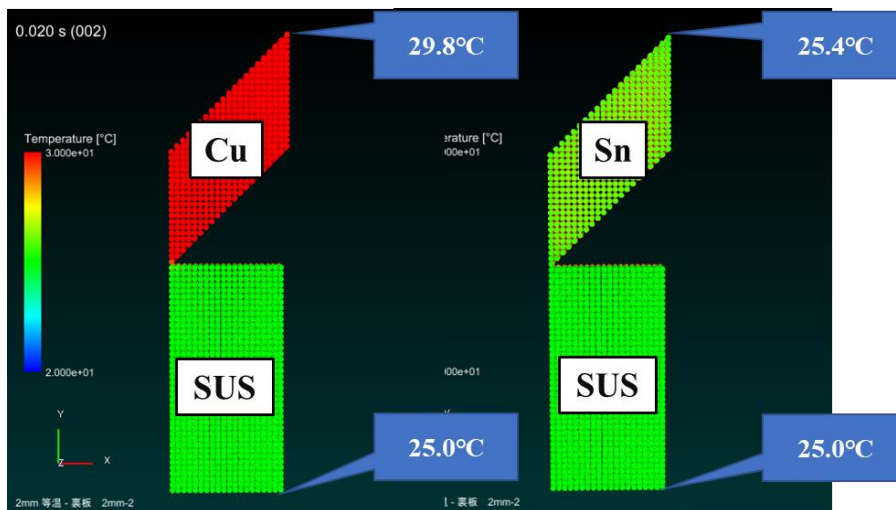 0.020 s (002)
29.8℃
25.4℃
Temperature [°C]
erature [°C]
3.000e+01
00e+01
Cu
Sn
2.000e+01
)00e+01
SUS
SUS
Y
Z
X
25.0℃
25.0℃
2mm 等温 - 裏板 2mm-2
- 裏板 2mm-2